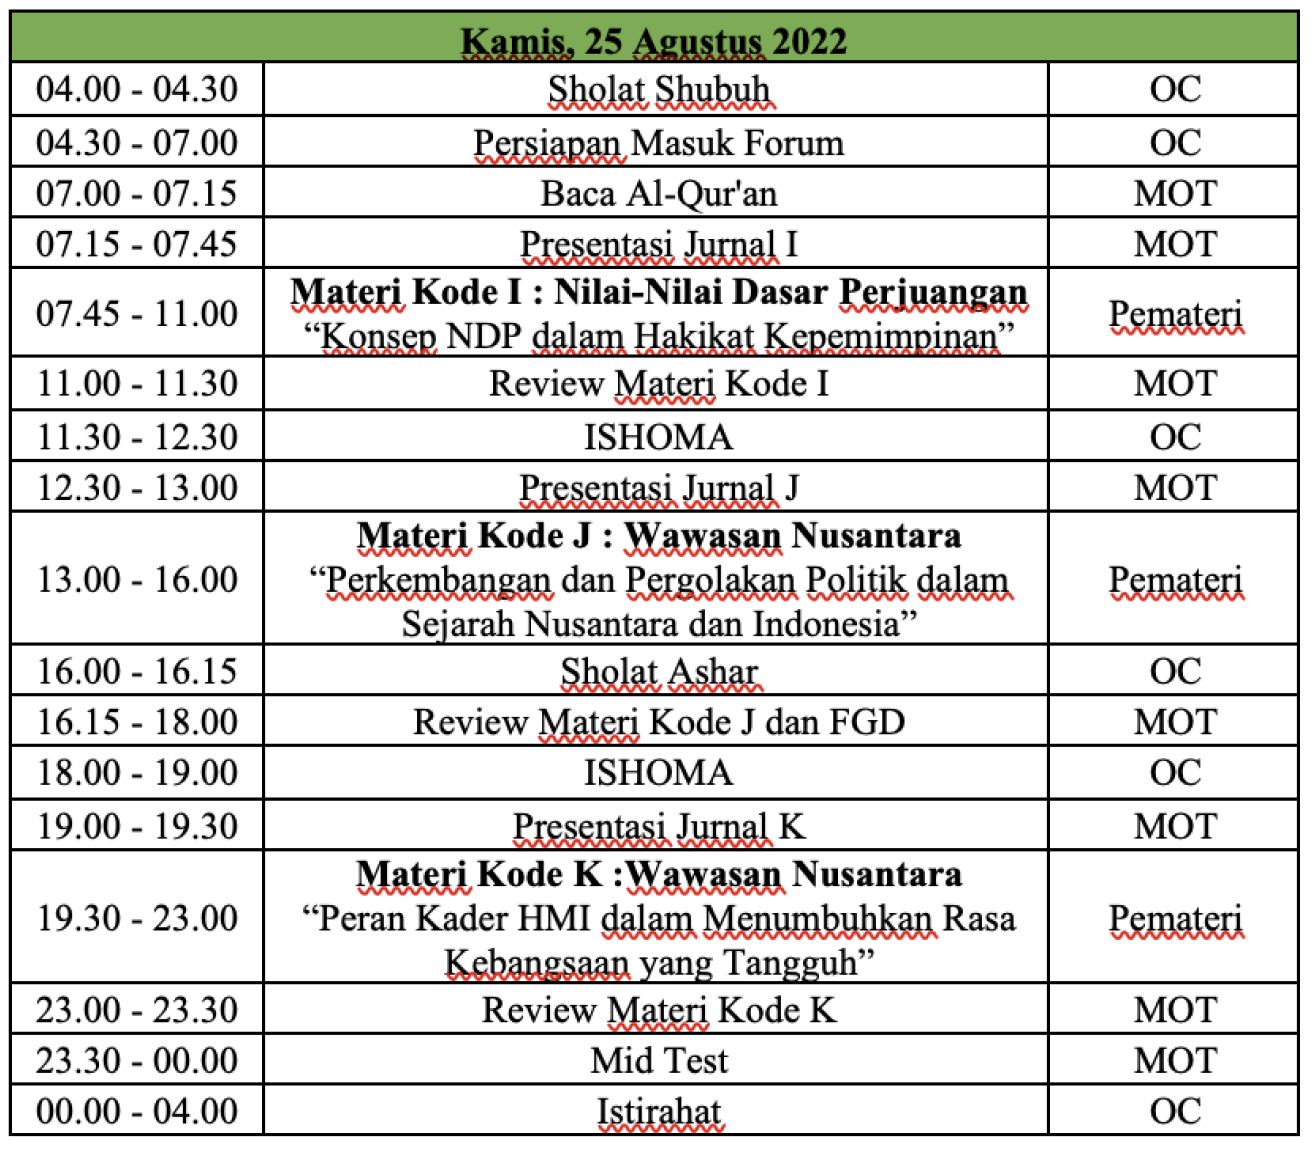 Kamis, 25 Agustus 2022
04.00 - 04.30 Sholat Shubuh OC
04.30 - 07.00 Persiapan Masuk Forum OC
07.00 - 07.15 Baca Al-Qur'an MOT
07.15 - 07.45 Presentasi Jurnal I MOT
Materi Kode I : Nilai-Nilai Dasar Perjuangan
07.45 - 11.00 “Konsep NDP dalam Hakikat Kepemimpinan” Pemateri
11.00 - 11.30 Review Materi Kode I MOT
11.30 - 12.30 ISHOMA OC
12.30 - 13.00 Presentasi Jurnal J MOT
Materi Kode J : Wawasan Nusantara
13.00 - 16.00 “Perkembangan dan Pergolakan Politik dalam Pemateri
Sejarah Nusantara dan Indonesia”
16.00 - 16.15 Sholat Ashar OC
16.15 - 18.00 Review Materi Kode J dan FGD MOT
18.00 - 19.00 ISHOMA OC
19.00 - 19.30 Presentasi Jurnal K MOT
Materi Kode K :Wawasan Nusantara
19.30 - 23.00 “Peran Kader HMI dalam Menumbuhkan Rasa Pemateri
Kebangsaan yang Tangguh”
23.00 - 23.30 Review Materi Kode K MOT
23.30 - 00.00 Mid Test MOT
00.00 - 04.00 Istirahat OC